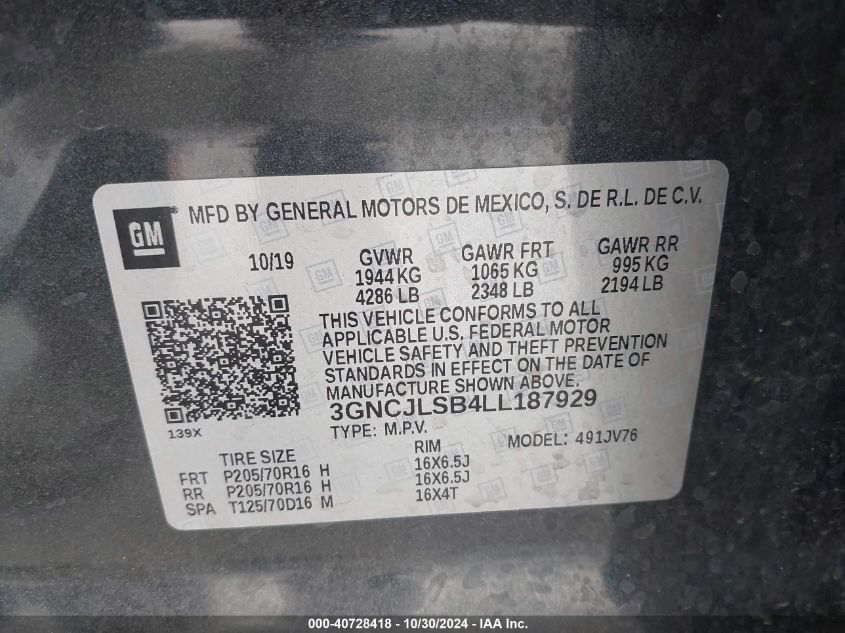 GM ® MFD BY GENERAL MOTORS DE MEXICO, S. DE R.L. DE C.V.
10/19 GVWR GAWR FRT GAWR RR
1944 KG 1065 KG 995 KG
4286 LB 2348 LB 2194 LB
THIS VEHICLE CONFORMS TO ALL
APPLICABLE U.S. FEDERAL MOTOR
VEHICLE SAFETY AND THEFT PREVENTION
STANDARDS IN EFFECT ON THE DATE OF
MANUFACTURE SHOWN ABOVE.
139X
3GNCJLSB4LL187929
TYPE: M.P.V. MODEL: 491JV76
TIRE SIZE RIM
FRT P205/70R16 H 16X6.5J
RR P205/70R16 H 16X6.5J
SPA T125/70D16 M 16X4T
000-40728418 - 10/30/2024 - IAA Inc.